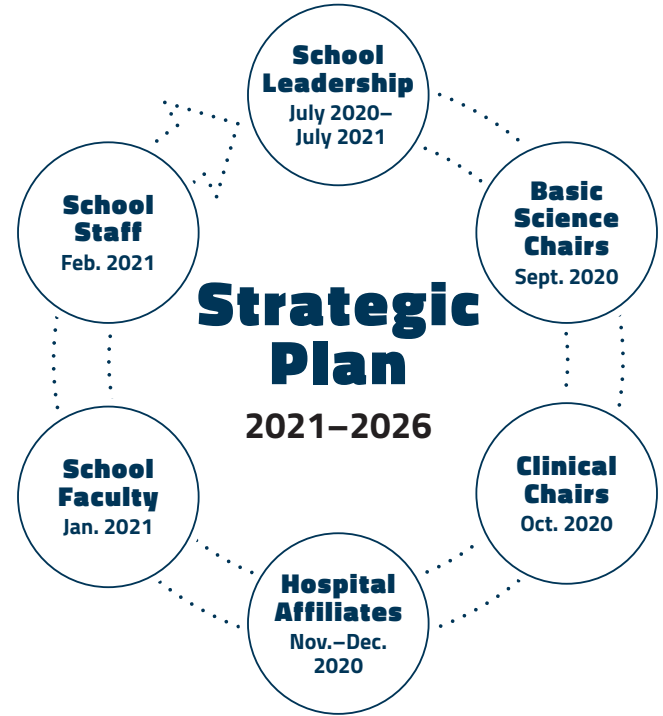 School
Leadership
July 2020–
July 2021
Basic
Science
Chairs
Sept. 2020
Clinical
Chairs
Oct. 2020
Hospital
Affiliates
Nov.–Dec.
2020
School
Faculty
Jan. 2021
School
Staff
Feb. 2021
Strategic
Plan
2021–2026